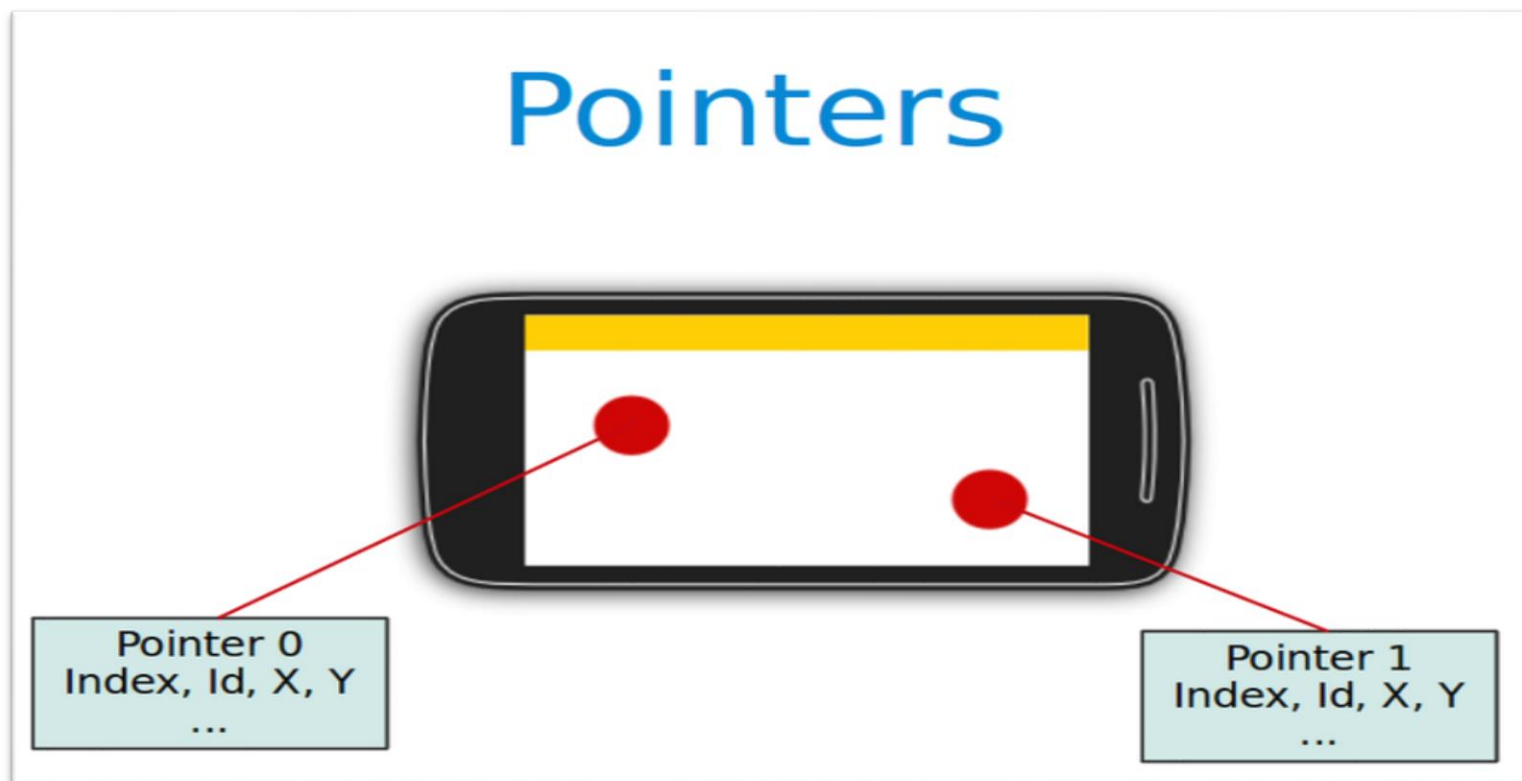 Pointers
Pointer 0
Index, Id, X, Y
...
Pointer 1
Index, Id, X, Y
...